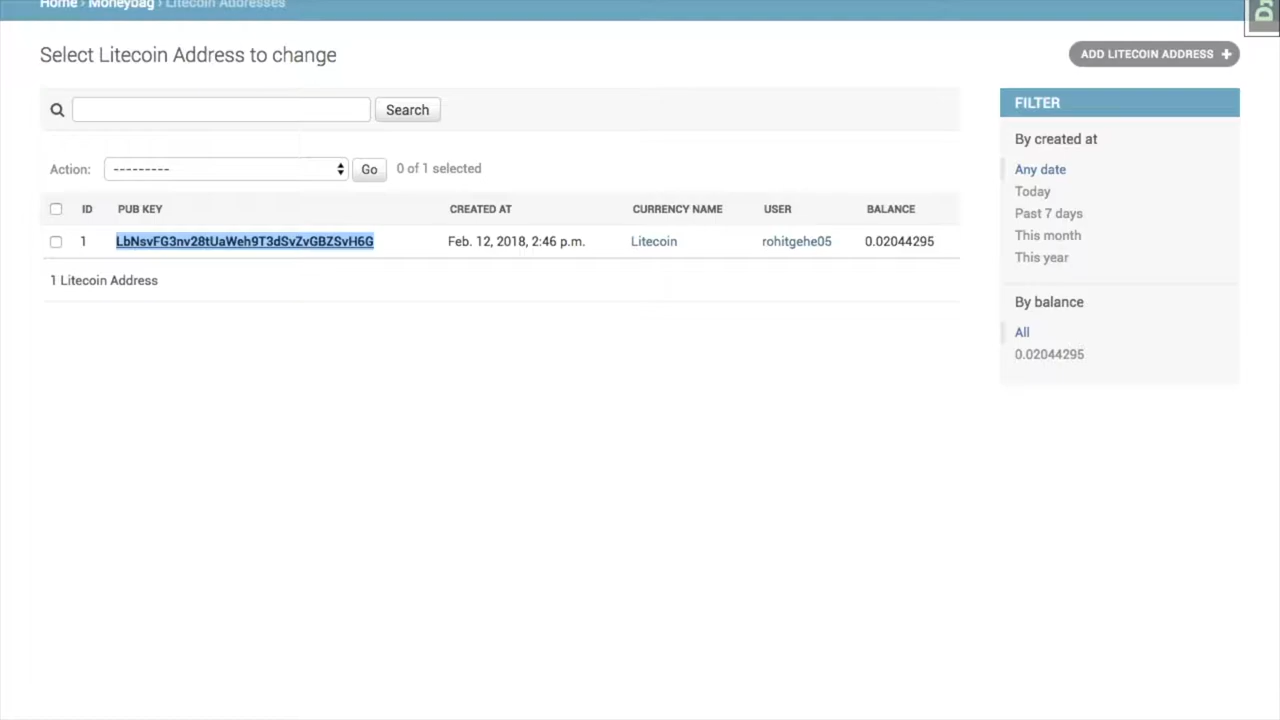 Home › Moneybag › Litecoin Addresses
Select Litecoin Address to change
ADD LITECOIN ADDRESS +
Search
Action: --------- Go 0 of 1 selected
ID PUB KEY CREATED AT CURRENCY NAME USER BALANCE
1 LbNsvFG3nv28tUaWeh9T3dSvZvGBZSvH6G Feb. 12, 2018, 2:46 p.m. Litecoin rohitgehe05 0.02044295
1 Litecoin Address
FILTER
By created at
Any date
Today
Past 7 days
This month
This year
By balance
All
0.02044295